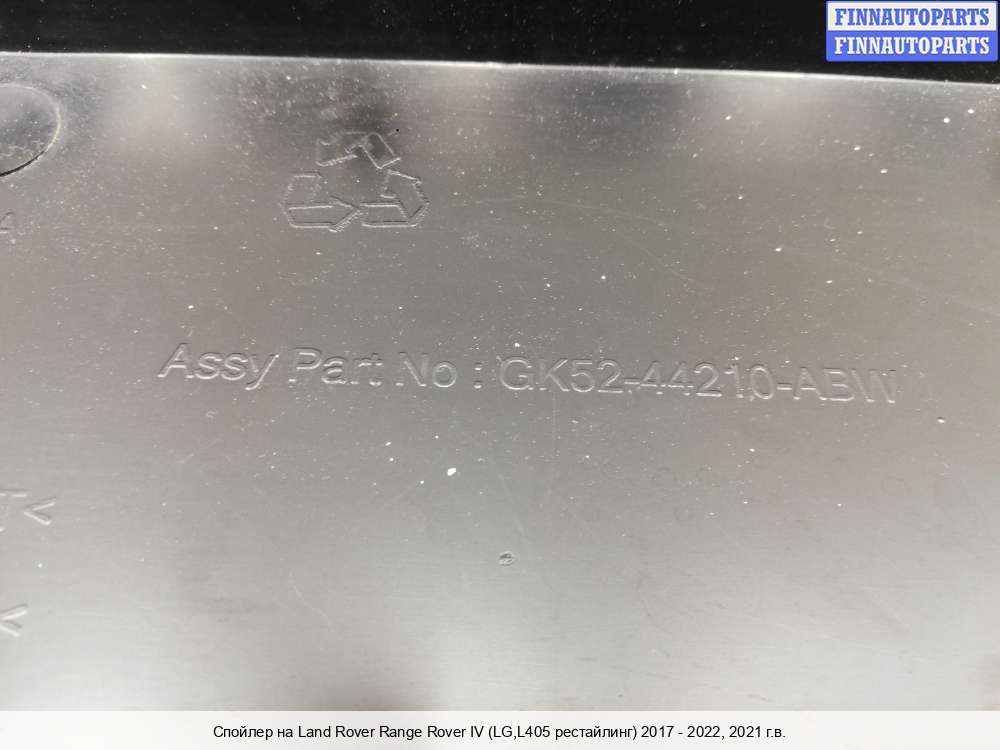 FINNAUTOPARTS
FINNAUTOPARTS
4
Assy Part No : GK52-44210-ABW
T<
<
Спойлер на Land Rover Range Rover IV (LG,L405 рестайлинг) 2017 - 2022, 2021 г.в.